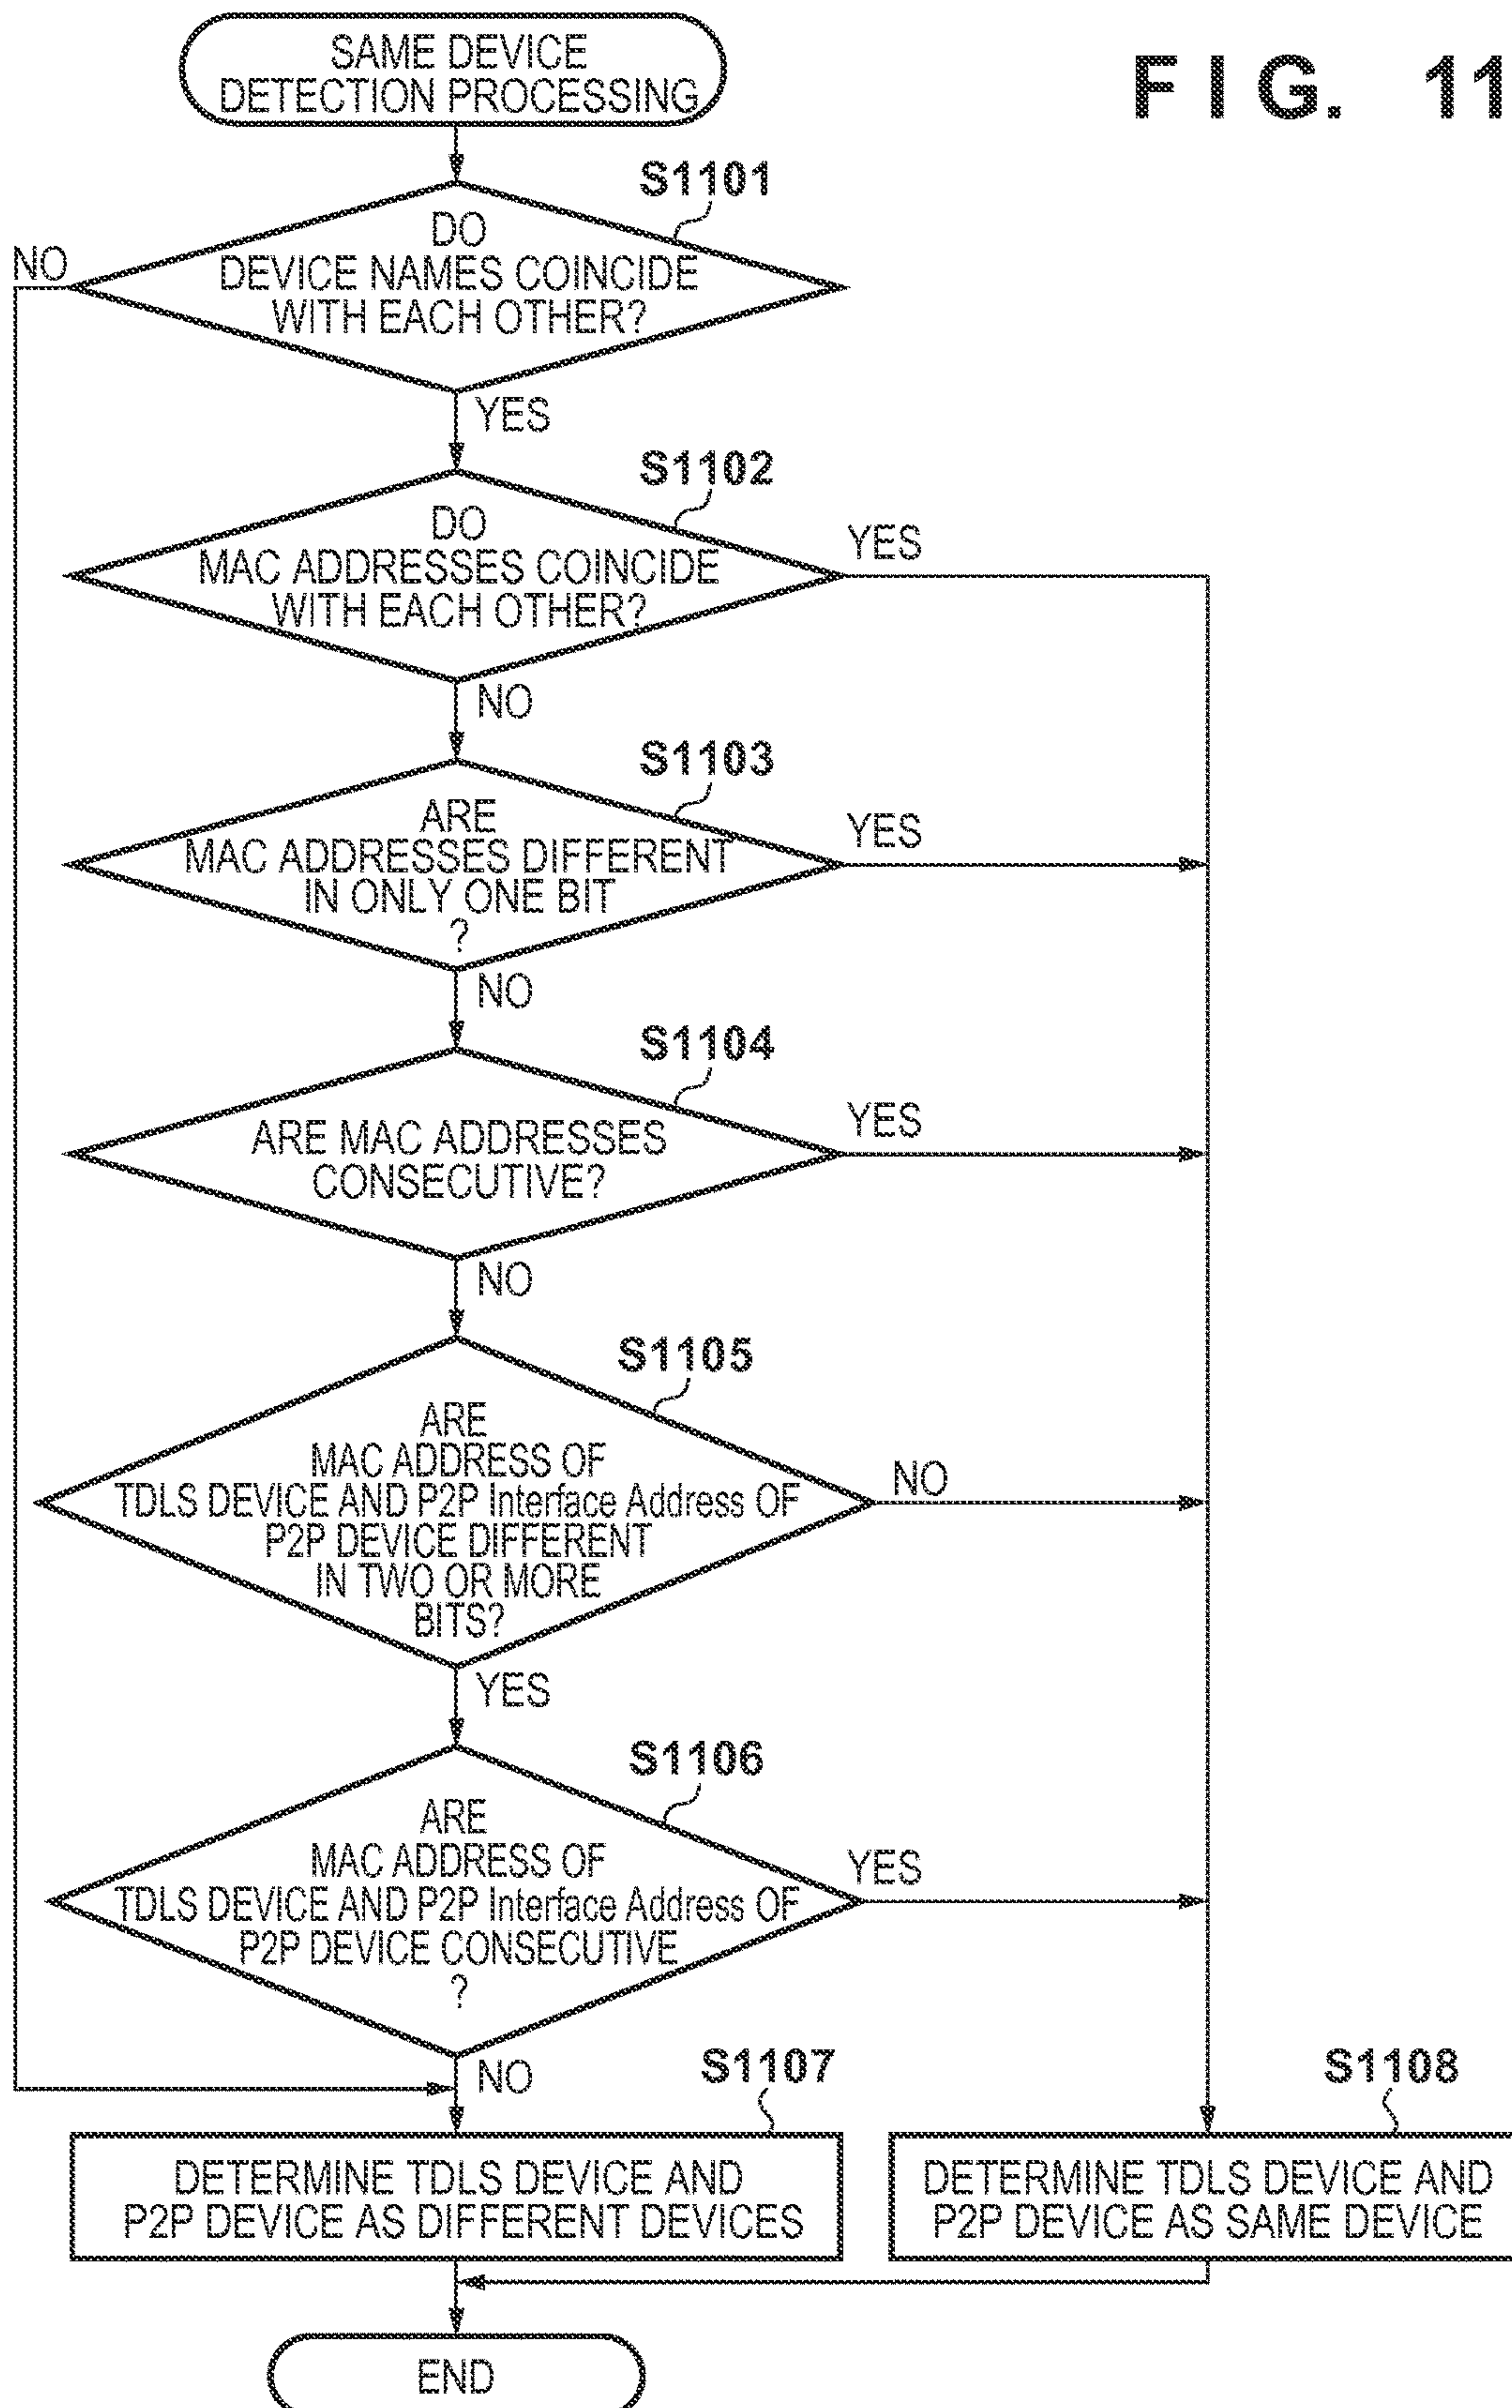 FIG. 11
SAME DEVICE
DETECTION PROCESSING
S1101
DO
DEVICE NAMES COINCIDE
WITH EACH OTHER?
NO
YES
S1102
DO
MAC ADDRESSES COINCIDE
WITH EACH OTHER?
YES
NO
S1103
ARE
MAC ADDRESSES DIFFERENT
IN ONLY ONE BIT
?
YES
NO
S1104
ARE MAC ADDRESSES
CONSECUTIVE?
YES
NO
S1105
ARE
MAC ADDRESS OF
TDLS DEVICE AND P2P Interface Address OF
P2P DEVICE DIFFERENT
IN TWO OR MORE
BITS?
NO
YES
S1106
ARE
MAC ADDRESS OF
TDLS DEVICE AND P2P Interface Address OF
P2P DEVICE CONSECUTIVE
?
YES
NO
S1107
DETERMINE TDLS DEVICE AND
P2P DEVICE AS DIFFERENT DEVICES
S1108
DETERMINE TDLS DEVICE AND
P2P DEVICE AS SAME DEVICE
END